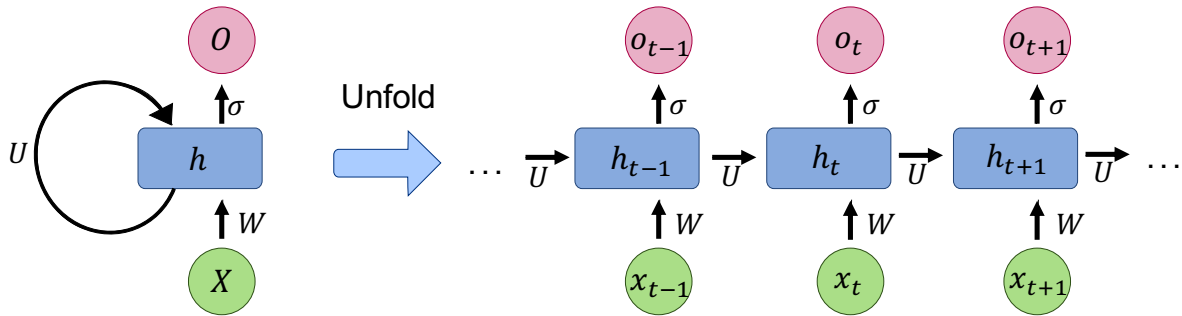 O o_{t−1} o_t o_{t+1}
σ Unfold σ σ σ
U h … U h_{t−1} U h_t U h_{t+1} U …
W W W W
X x_{t−1} x_t x_{t+1}